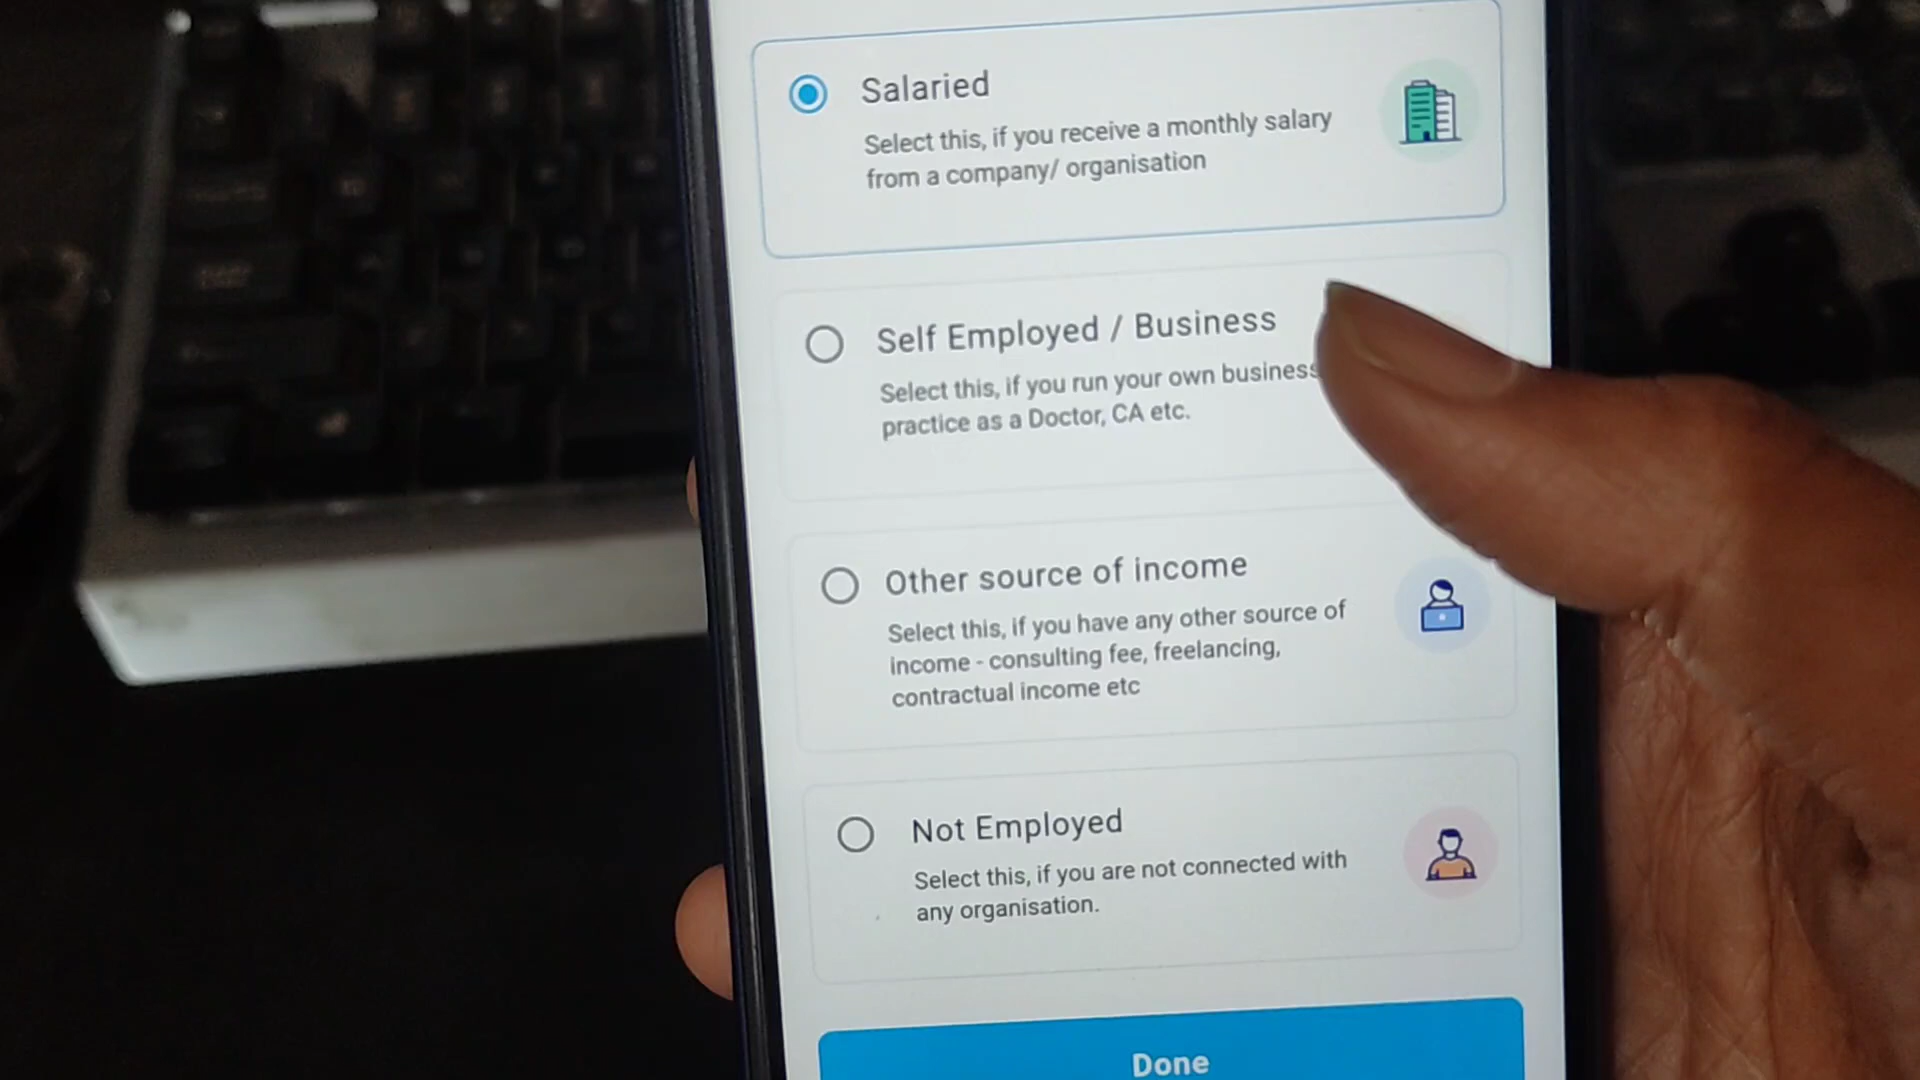 Salaried
Select this, if you receive a monthly salary
from a company/ organisation
Self Employed / Business
Select this, if you run your own business
practice as a Doctor, CA etc.
Other source of income
Select this, if you have any other source of
income - consulting fee, freelancing,
contractual income etc
Not Employed
Select this, if you are not connected with
any organisation.
Done